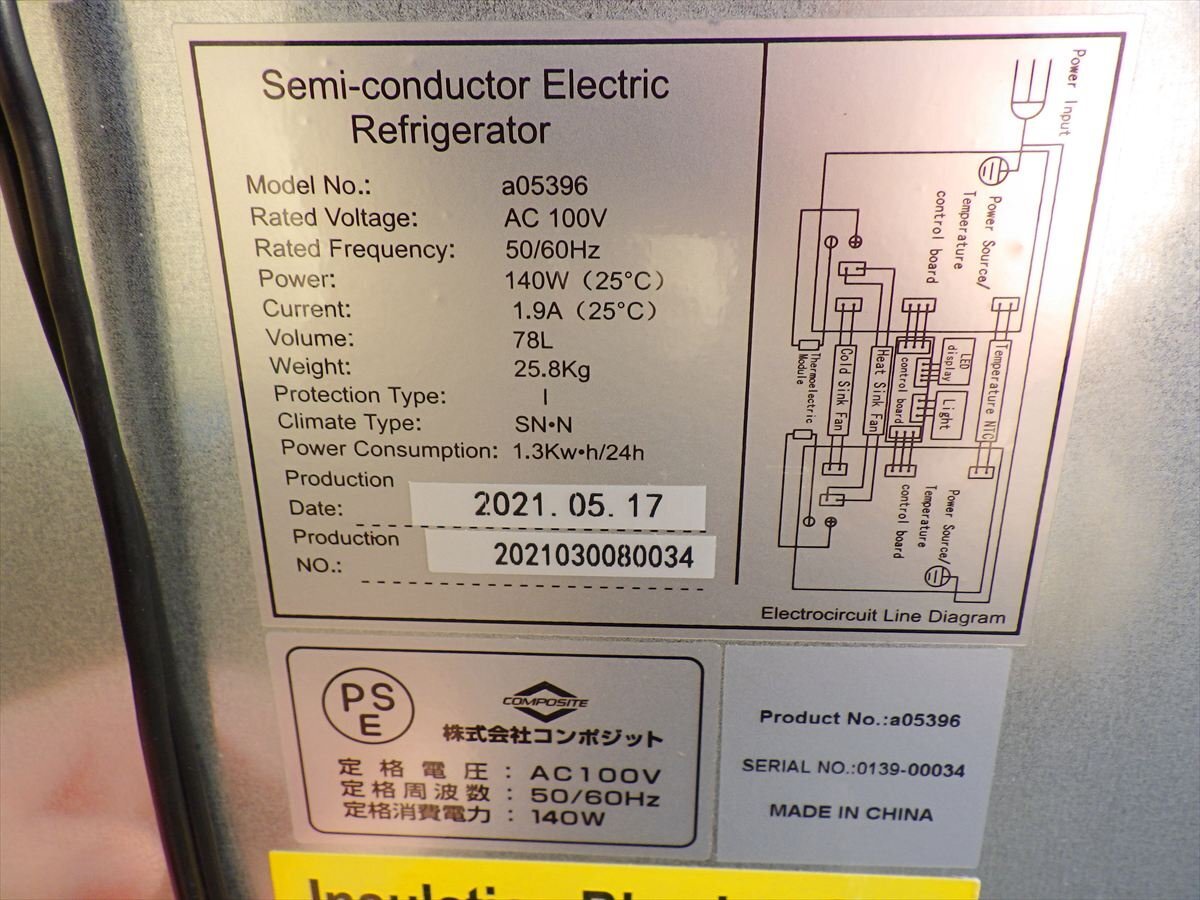 Semi-conductor Electric
Refrigerator
Model No.: a05396
Rated Voltage: AC 100V
Rated Frequency: 50/60Hz
Power: 140W（25°C）
Current: 1.9A（25°C）
Volume: 78L
Weight: 25.8Kg
Protection Type: I
Climate Type: SN•N
Power Consumption: 1.3Kw•h/24h
Production
Date: 2021. 05. 17
Production
NO.: 2021030080034
Power Input
Power Source/
Temperature
control board
Thermoelectric
Module
Cold Sink Fan
Heat Sink Fan
control board
LED
display
Light
Temperature NTC
Power Source/
Temperature
control board
Electrocircuit Line Diagram
PS
E
COMPOSITE
株式会社コンポジット
定格電圧：AC100V
定格周波数：50/60Hz
定格消費電力：140W
Product No.:a05396
SERIAL NO.:0139-00034
MADE IN CHINA